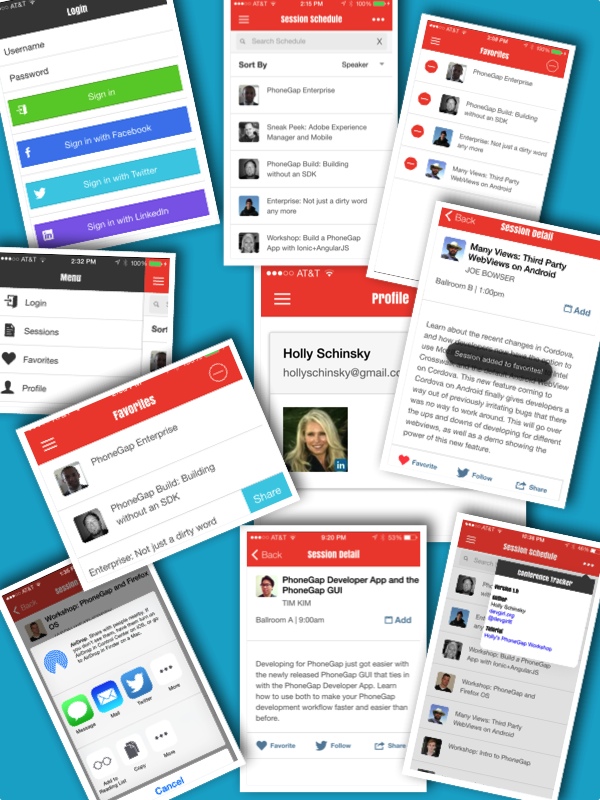 AT&T
Login
Username
Password
Sign in
Sign in with Facebook
Sign in with Twitter
Sign in with LinkedIn
AT&T 2:15 PM 100%
Session Schedule
Search Schedule X
Sort By Speaker
PhoneGap Enterprise
Sneak Peek: Adobe Experience
Manager and Mobile
PhoneGap Build: Building
without an SDK
Enterprise: Not just a dirty word
any more
Workshop: Build a PhoneGap
App with Ionic+AngularJS
AT&T 2:58 PM 100%
Favorites
PhoneGap Enterprise
PhoneGap Build: Building
without an SDK
Enterprise: Not just a dirty word
any more
Many Views: Third Party
WebViews on Android
AT&T 2:32 PM 100%
Menu
Login
Sessions
Favorites
Profile
Sort
AT&T
Profile
Holly Schinsky
hollyschinsky@gmail.co
in
Back Session Detail
Many Views: Third Party
WebViews on Android
JOE BOWSER
Ballroom B | 1:00pm
Add
Learn about the recent changes in Cordova,
and how
option to
use Mo
Intel
Crosswa
WebView
on Cordova. This new feature coming to
Cordova on Android finally gives developers a
way out of previously irritating bugs that there
was no way to work around. This will go over
the ups and downs of developing for different
webviews, as well as a demo showing the
power of this new feature.
Session added to favorites!
Favorite Follow Share
Favorites
PhoneGap Enterprise
PhoneGap Build: Building
without an SDK
Share
Enterprise: Not just a dirty word
Back
Workshop: PhoneGap and Firefox
OS
AirDrop. Share with people nearby. If
you don't see them, have them turn on
AirDrop in Control Center on iOS, or go
to AirDrop in Finder on a Mac.
Message Mail Twitter More
Add to
Reading List
Copy
More
Cancel
AT&T 9:20 PM 53%
Back Session Detail
PhoneGap Developer App and the
PhoneGap GUI
TIM KIM
Ballroom A | 9:00am
Add
Developing for PhoneGap just got easier with
the newly released PhoneGap GUI that ties in
with the PhoneGap Developer App. Learn
how to use both to make your PhoneGap
development workflow faster and easier than
before.
Favorite Follow Share
AT&T 10:36 PM
Session Schedule
Search
Conference Tracker
Version 1.0
Holly Schinsky
devgirl.org
@devgirlfl
Tutorial
Holly's PhoneGap Workshop
Workshop: Build a PhoneGap
App with Ionic+AngularJS
Workshop: PhoneGap and
Firefox OS
Many Views: Third Party
WebViews on Android
Workshop: Intro to PhoneGap